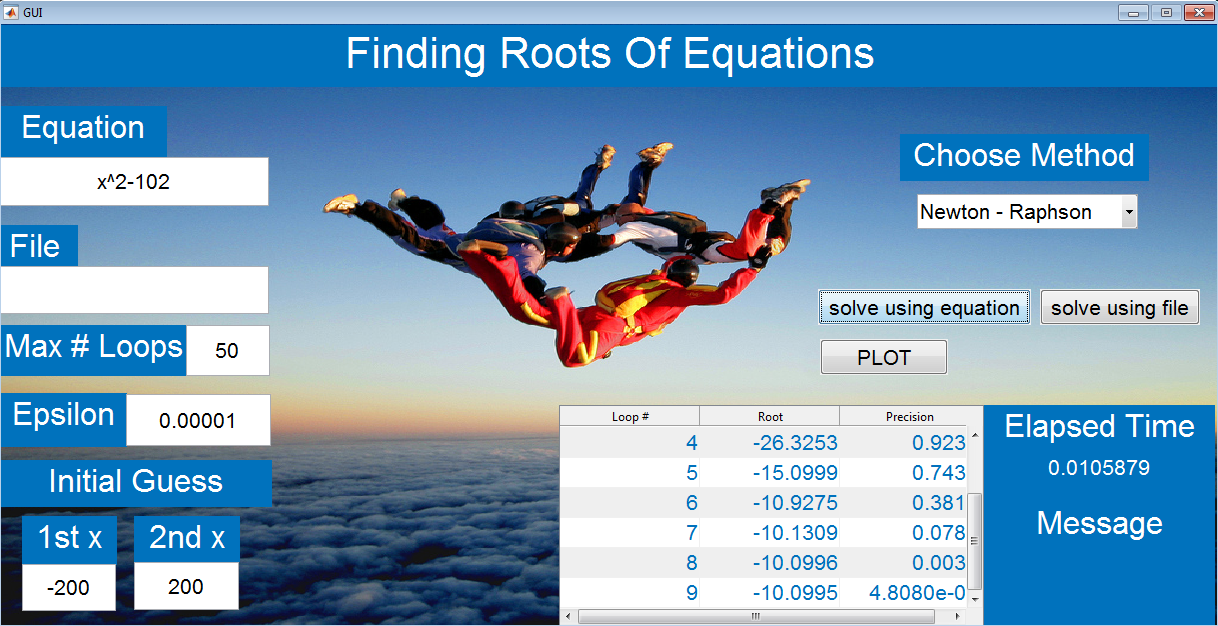 GUI
Finding Roots Of Equations
Equation
x^2-102
File
Max # Loops 50
Epsilon 0.00001
Initial Guess
1st x 2nd x
-200 200
Choose Method
Newton - Raphson
solve using equation solve using file
PLOT
Loop # Root Precision
4 -26.3253 0.923
5 -15.0999 0.743
6 -10.9275 0.381
7 -10.1309 0.078
8 -10.0996 0.003
9 -10.0995 4.8080e-0
Elapsed Time
0.0105879
Message